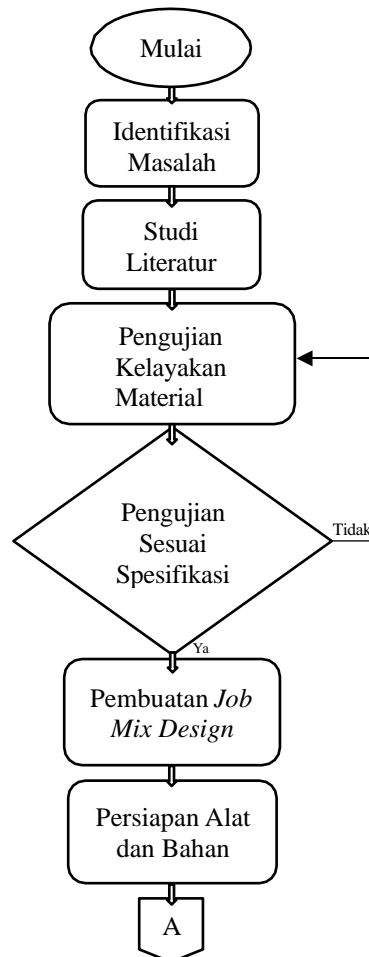 Mulai
Identifikasi
Masalah
Studi
Literatur
Pengujian
Kelayakan
Material
Pengujian
Sesuai
Spesifikasi
Tidak
Ya
Pembuatan Job
Mix Design
Persiapan Alat
dan Bahan
A